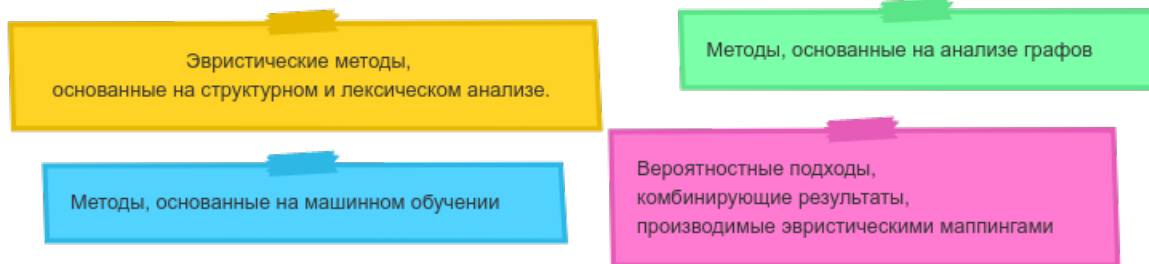 Эвристические методы,
основанные на структурном и лексическом анализе.
Методы, основанные на анализе графов
Методы, основанные на машинном обучении
Вероятностные подходы,
комбинирующие результаты,
производимые эвристическими маппингами